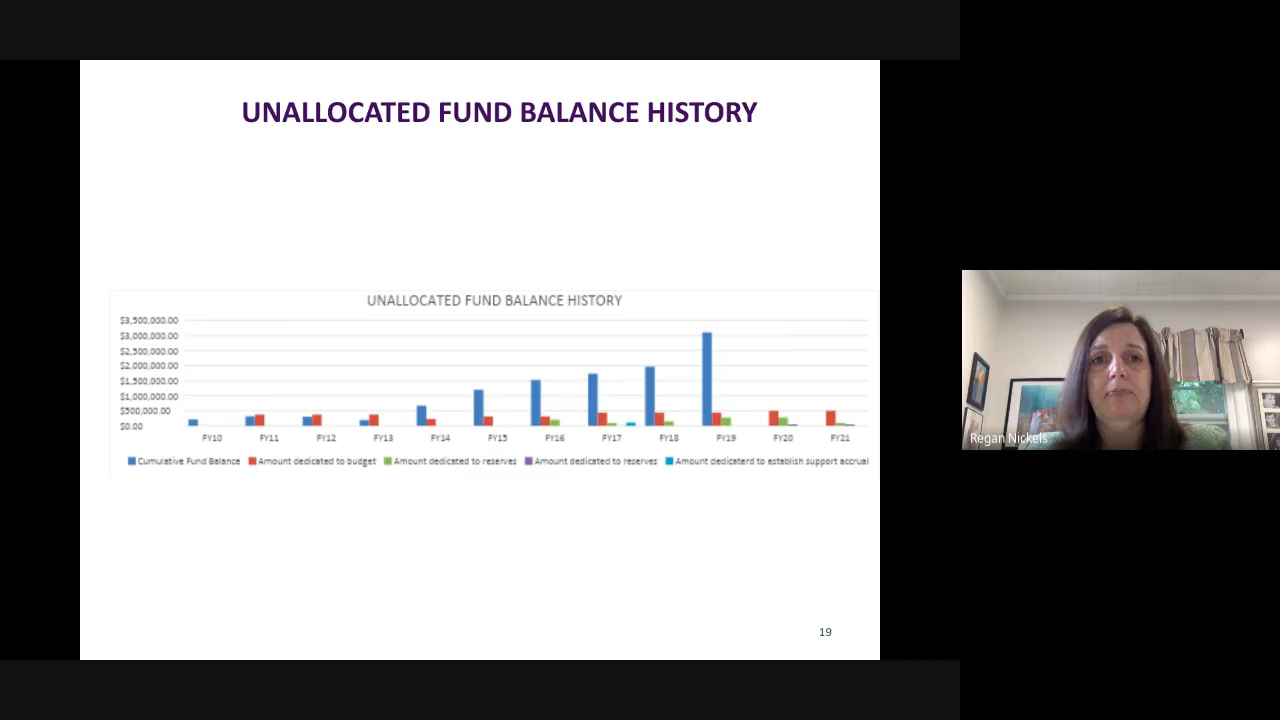 UNALLOCATED FUND BALANCE HISTORY
UNALLOCATED FUND BALANCE HISTORY
$3,500,000.00
$3,000,000.00
$2,500,000.00
$2,000,000.00
$1,500,000.00
$1,000,000.00
$500,000.00
$0.00
FY10 FY11 FY12 FY13 FY14 FY15 FY16 FY17 FY18 FY19 FY20 FY21
Cumulative Fund Balance Amount dedicated to budget Amount dedicated to reserves Amount dedicated to reserves Amount dedicaterd to establish support accrual
19
Regan Nickels